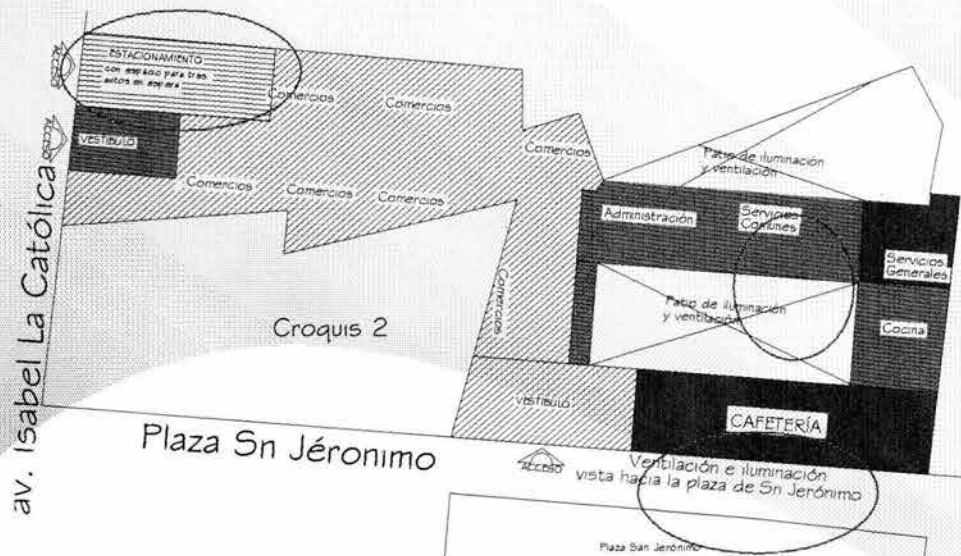 ESTACIONAMIENTO
con espacio para tres
autos en espera
ACCESO
ACCESO
VESTIBULO
Comercios
Comercios
Comercios
Comercios
Comercios
Comercios
Comercios
Patio de iluminación
y ventilación
Administración
Servicios
Comunes
Servicios
Generales
Patio de iluminación
y ventilación
Cocina
Croquis 2
av. Isabel La Católica
VESTIBULO
CAFETERÍA
Plaza Sn Jéronimo
ACCESO
Ventilación e iluminación
vista hacia la plaza de Sn Jerónimo
Plaza San Jerónimo